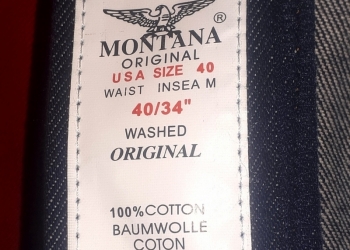 MONTANA
ORIGINAL
USA SIZE 40
WAIST INSEA M
40/34"
WASHED
ORIGINAL
100%COTTON
BAUMWOLLE
COTON